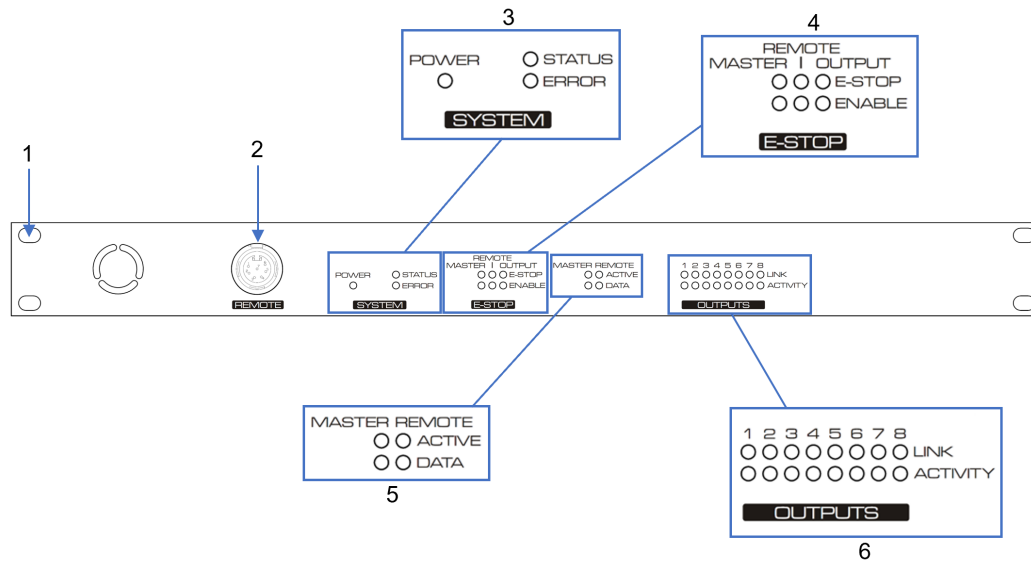 3
POWER
STATUS
ERROR
SYSTEM
4
REMOTE
MASTER | OUTPUT
E-STOP
ENABLE
E-STOP
1
2
REMOTE
POWER
STATUS
ERROR
SYSTEM
REMOTE
MASTER | OUTPUT
E-STOP
ENABLE
E-STOP
MASTER REMOTE
ACTIVE
DATA
1 2 3 4 5 6 7 8
LINK
ACTIVITY
OUTPUTS
MASTER REMOTE
ACTIVE
DATA
5
1 2 3 4 5 6 7 8
LINK
ACTIVITY
OUTPUTS
6